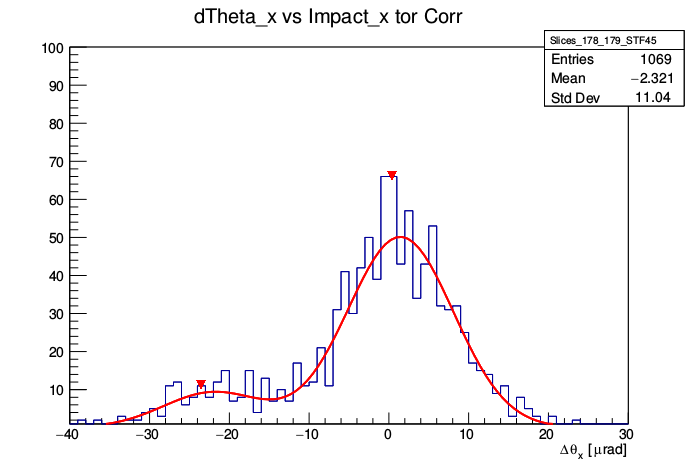 dTheta_x vs Impact_x tor Corr
Slices_178_179_STF45
Entries 1069
Mean −2.321
Std Dev 11.04
100
90
80
70
60
50
40
30
20
10
−40 −30 −20 −10 0 10 20 30
Δθx [μrad]